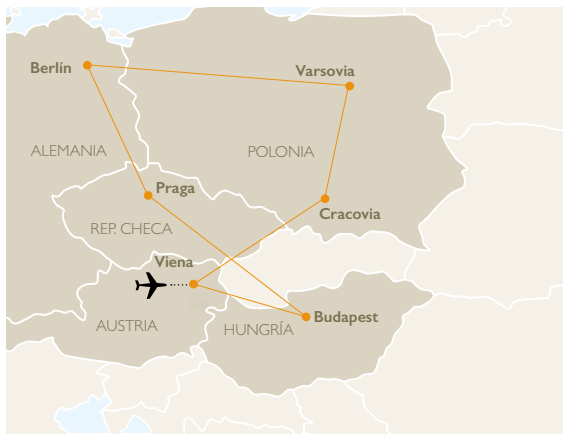 Berlín
Varsovia
ALEMANIA
POLONIA
Praga
Cracovia
REP. CHECA
Viena
Budapest
AUSTRIA
HUNGRÍA